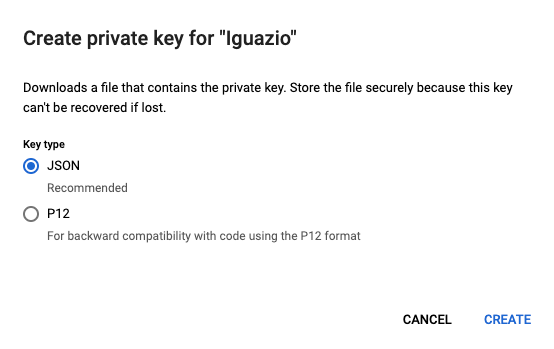 Create private key for "Iguazio"
Downloads a file that contains the private key. Store the file securely because this key
can't be recovered if lost.
Key type
JSON
Recommended
P12
For backward compatibility with code using the P12 format
CANCEL CREATE